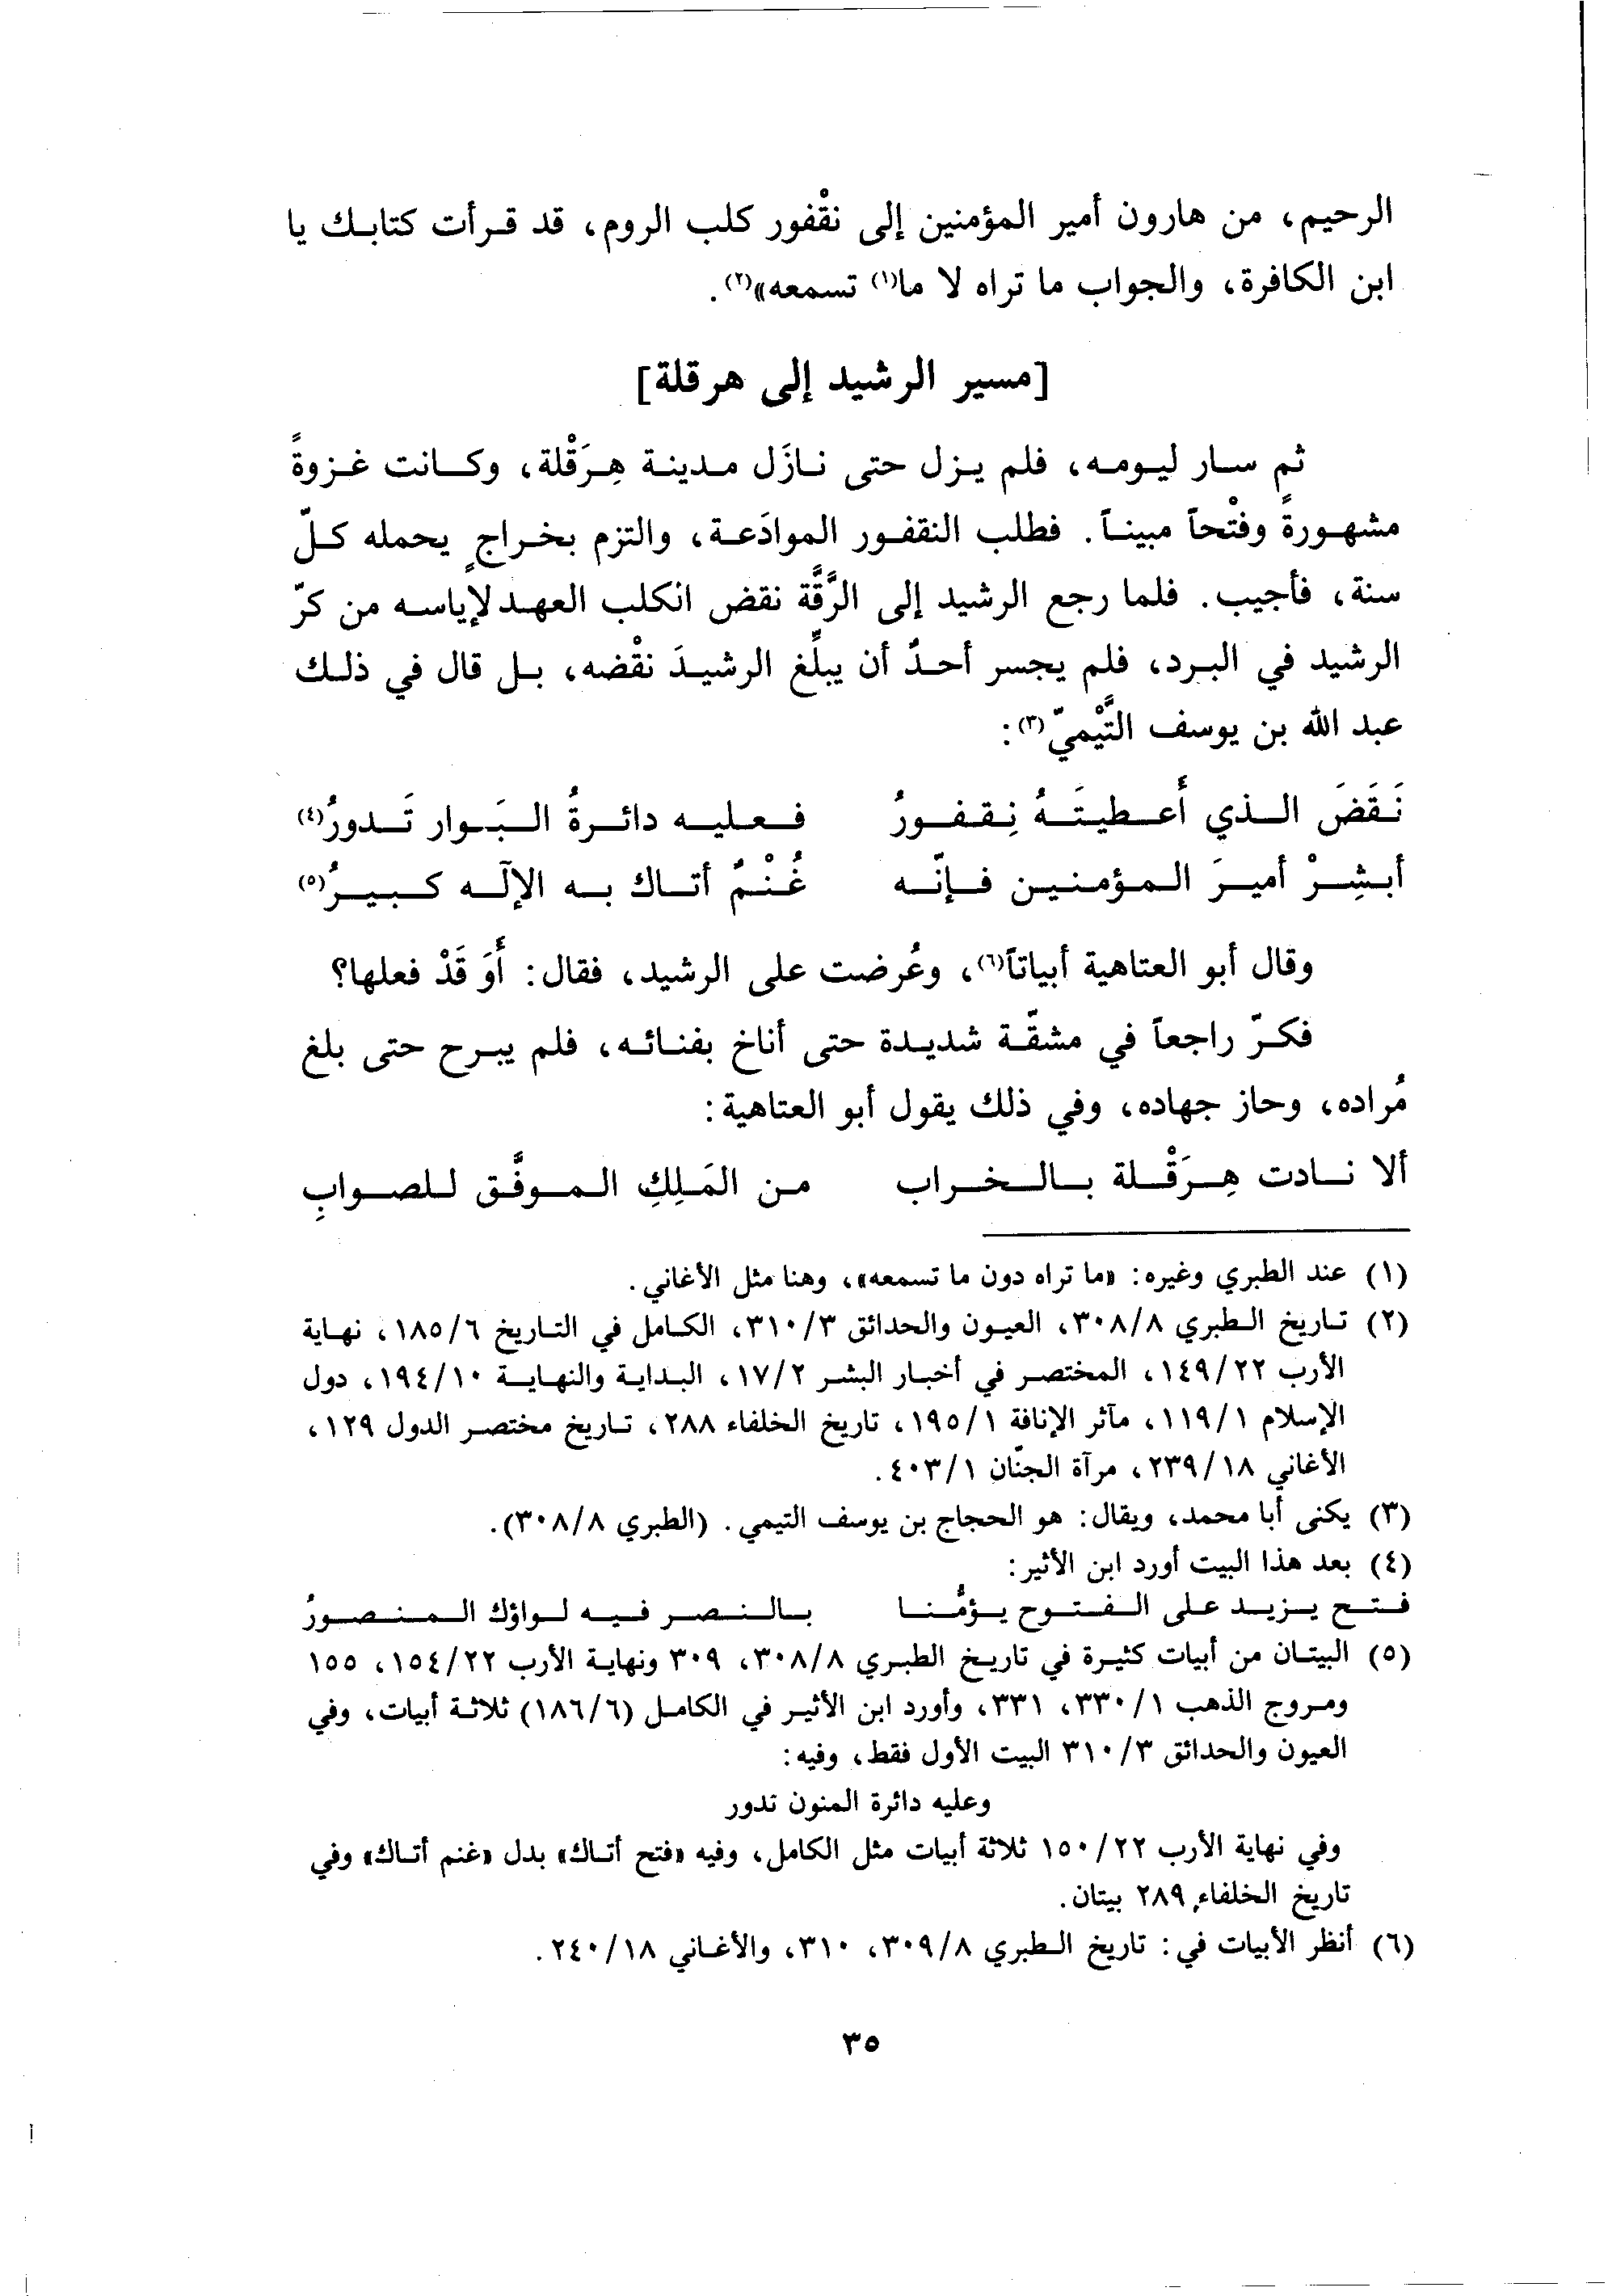 الرحيم، من هارون أمير المؤمنين إلى نقْفور كلب الروم، قد قرأت كتابك يا
ابن الكافرة، والجواب ما تراه لا ما(١) تسمعه»(٢).
[مسير الرشيد إلى هرقلة]
ثم سار ليومه، فلم يزل حتى نازَل مدينة هِرَقْلة، وكانت غزوةً
مشهورةً وفتْحاً مبيناً. فطلب النقفور الموادَعة، والتزم بخراجٍ يحمله كلّ
سنة، فأجيب. فلما رجع الرشيد إلى الرَّقَّة نقض الكلب العهد لإياسه من كرّ
الرشيد في البرد، فلم يجسر أحدٌ أن يبلِّغ الرشيدَ نقْضه، بل قال في ذلك
عبد الله بن يوسف التَّيْميّ(٣):
نَقَضَ الذي أَعطيتَهُ نِقفورُ فعليه دائرةُ البَوار تَدورُ(٤)
أبشِرْ أميرَ المؤمنين فإنّه غُنْمٌ أتاك به الإلٓه كبيرُ(٥)
وقال أبو العتاهية أبياتاً(٦)، وعُرضت على الرشيد، فقال: أَوَ قَدْ فعلها؟
فكرّ راجعاً في مشقّة شديدة حتى أناخ بفنائه، فلم يبرح حتى بلغ
مُراده، وحاز جهاده، وفي ذلك يقول أبو العتاهية:
ألا نادت هِرَقْلة بالخراب من المَلِكِ الموفَّق للصوابِ
(١) عند الطبري وغيره: «ما تراه دون ما تسمعه»، وهنا مثل الأغاني.
(٢) تاريخ الطبري ٣٠٨/٨، العيون والحدائق ٣١٠/٣، الكامل في التاريخ ١٨٥/٦، نهاية
الأرب ١٤٩/٢٢، المختصر في أخبار البشر ١٧/٢، البداية والنهاية ١٩٤/١٠، دول
الإسلام ١١٩/١، مآثر الإنافة ١٩٥/١، تاريخ الخلفاء ٢٨٨، تاريخ مختصر الدول ١٢٩،
الأغاني ٢٣٩/١٨، مرآة الجنّان ٤٠٣/١.
(٣) يكنى أبا محمد، ويقال: هو الحجاج بن يوسف التيمي. (الطبري ٣٠٨/٨).
(٤) بعد هذا البيت أورد ابن الأثير:
فتح يزيد على الفتوح يؤمُّنا بالنصر فيه لواؤك المنصورُ
(٥) البيتان من أبيات كثيرة في تاريخ الطبري ٣٠٨/٨، ٣٠٩ ونهاية الأرب ١٥٤/٢٢، ١٥٥
ومروج الذهب ٣٣٠/١، ٣٣١، وأورد ابن الأثير في الكامل (١٨٦/٦) ثلاثة أبيات، وفي
العيون والحدائق ٣١٠/٣ البيت الأول فقط، وفيه:
وعليه دائرة المنون تدور
وفي نهاية الأرب ١٥٠/٢٢ ثلاثة أبيات مثل الكامل، وفيه «فتح أتاك» بدل «غنم أتاك» وفي
تاريخ الخلفاء ٢٨٩ بيتان.
(٦) أنظر الأبيات في: تاريخ الطبري ٣٠٩/٨، ٣١٠، والأغاني ٢٤٠/١٨.
٣٥